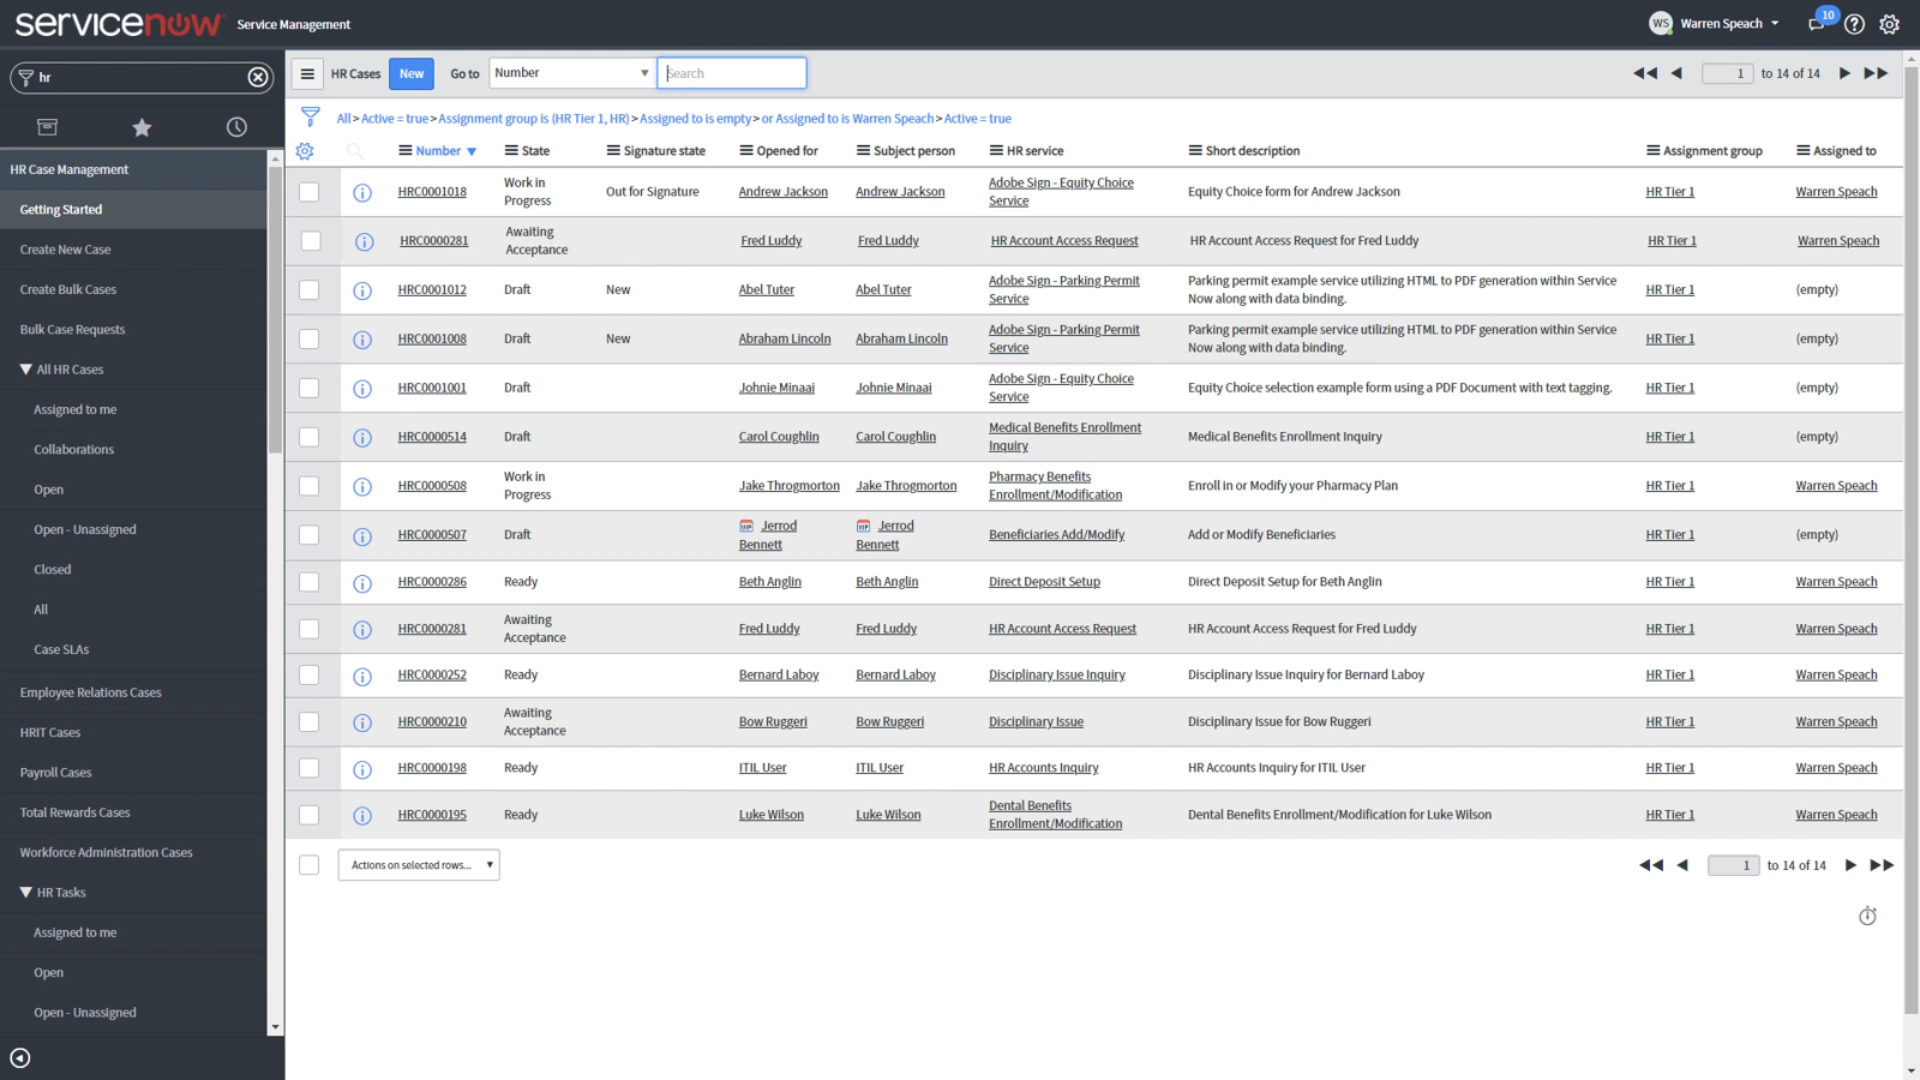 servicenow Service Management
WS Warren Speach 10
hr
HR Cases New Go to Number Search 1 to 14 of 14
All > Active = true > Assignment group is (HR Tier 1, HR) > Assigned to is empty > or Assigned to is Warren Speach > Active = true
HR Case Management
Getting Started
Create New Case
Create Bulk Cases
Bulk Case Requests
All HR Cases
Assigned to me
Collaborations
Open
Open - Unassigned
Closed
All
Case SLAs
Employee Relations Cases
HRIT Cases
Payroll Cases
Total Rewards Cases
Workforce Administration Cases
HR Tasks
Assigned to me
Open
Open - Unassigned
Number State Signature state Opened for Subject person HR service Short description Assignment group Assigned to
HRC0001018 Work in Progress Out for Signature Andrew Jackson Andrew Jackson Adobe Sign - Equity Choice Service Equity Choice form for Andrew Jackson HR Tier 1 Warren Speach
HRC0000281 Awaiting Acceptance Fred Luddy Fred Luddy HR Account Access Request HR Account Access Request for Fred Luddy HR Tier 1 Warren Speach
HRC0001012 Draft New Abel Tuter Abel Tuter Adobe Sign - Parking Permit Service Parking permit example service utilizing HTML to PDF generation within Service Now along with data binding. HR Tier 1 (empty)
HRC0001008 Draft New Abraham Lincoln Abraham Lincoln Adobe Sign - Parking Permit Service Parking permit example service utilizing HTML to PDF generation within Service Now along with data binding. HR Tier 1 (empty)
HRC0001001 Draft Johnie Minaai Johnie Minaai Adobe Sign - Equity Choice Service Equity Choice selection example form using a PDF Document with text tagging. HR Tier 1 (empty)
HRC0000514 Draft Carol Coughlin Carol Coughlin Medical Benefits Enrollment Inquiry Medical Benefits Enrollment Inquiry HR Tier 1 (empty)
HRC0000508 Work in Progress Jake Throgmorton Jake Throgmorton Pharmacy Benefits Enrollment/Modification Enroll in or Modify your Pharmacy Plan HR Tier 1 Warren Speach
HRC0000507 Draft VIP Jerrod Bennett VIP Jerrod Bennett Beneficiaries Add/Modify Add or Modify Beneficiaries HR Tier 1 (empty)
HRC0000286 Ready Beth Anglin Beth Anglin Direct Deposit Setup Direct Deposit Setup for Beth Anglin HR Tier 1 Warren Speach
HRC0000281 Awaiting Acceptance Fred Luddy Fred Luddy HR Account Access Request HR Account Access Request for Fred Luddy HR Tier 1 Warren Speach
HRC0000252 Ready Bernard Laboy Bernard Laboy Disciplinary Issue Inquiry Disciplinary Issue Inquiry for Bernard Laboy HR Tier 1 Warren Speach
HRC0000210 Awaiting Acceptance Bow Ruggeri Bow Ruggeri Disciplinary Issue Disciplinary Issue for Bow Ruggeri HR Tier 1 Warren Speach
HRC0000198 Ready ITIL User ITIL User HR Accounts Inquiry HR Accounts Inquiry for ITIL User HR Tier 1 Warren Speach
HRC0000195 Ready Luke Wilson Luke Wilson Dental Benefits Enrollment/Modification Dental Benefits Enrollment/Modification for Luke Wilson HR Tier 1 Warren Speach
Actions on selected rows... 1 to 14 of 14